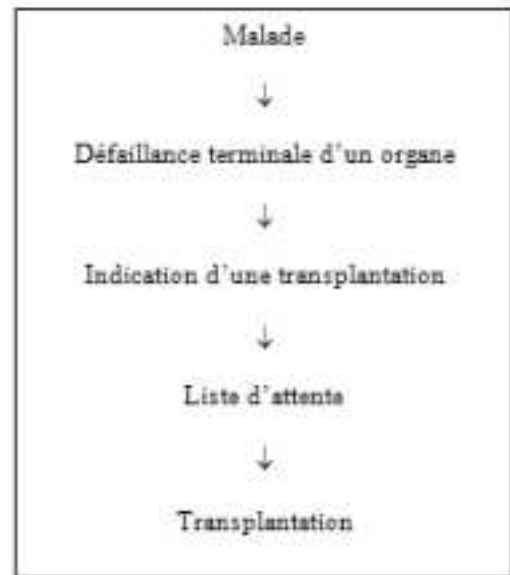 Malade
↓
Défaillance terminale d'un organe
↓
Indication d'une transplantation
↓
Liste d'attente
↓
Transplantation